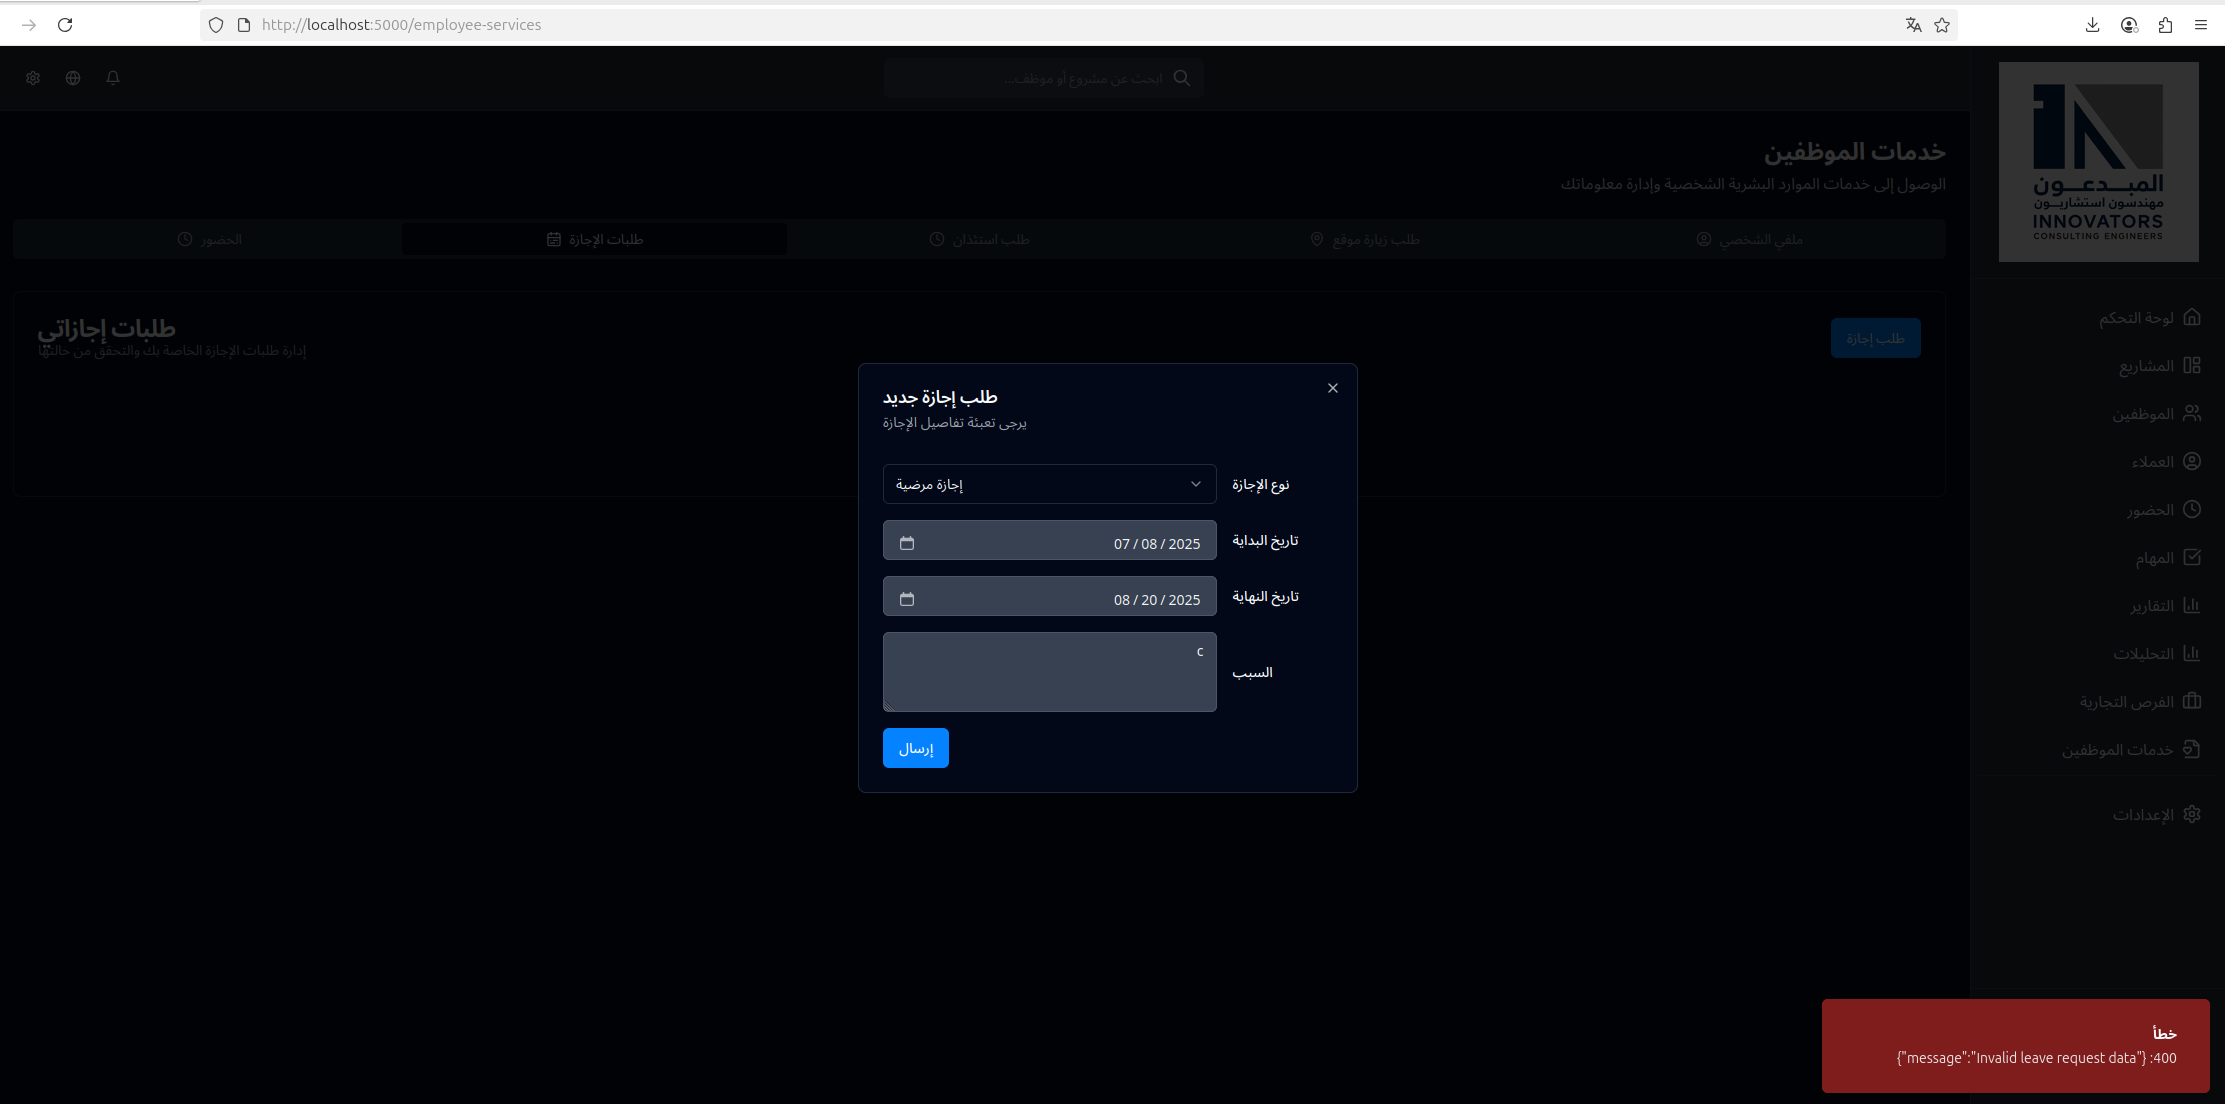 http://localhost:5000/employee-services
ابحث عن مشروع أو موظف...
المبدعون
مهندسون استشاريون
INNOVATORS
CONSULTING ENGINEERS
خدمات الموظفين
الوصول إلى خدمات الموارد البشرية الشخصية وإدارة معلوماتك
ملفي الشخصي
طلب زيارة موقع
طلب استئذان
طلبات الإجازة
الحضور
طلب إجازة
طلبات إجازاتي
إدارة طلبات الإجازة الخاصة بك والتحقق من حالتها
لوحة التحكم
المشاريع
الموظفين
العملاء
الحضور
المهام
التقارير
التحليلات
الفرص التجارية
خدمات الموظفين
الإعدادات
طلب إجازة جديد
يرجى تعبئة تفاصيل الإجازة
نوع الإجازة
إجازة مرضية
تاريخ البداية
07 / 08 / 2025
تاريخ النهاية
08 / 20 / 2025
السبب
c
إرسال
خطأ
{"message":"Invalid leave request data"} :400